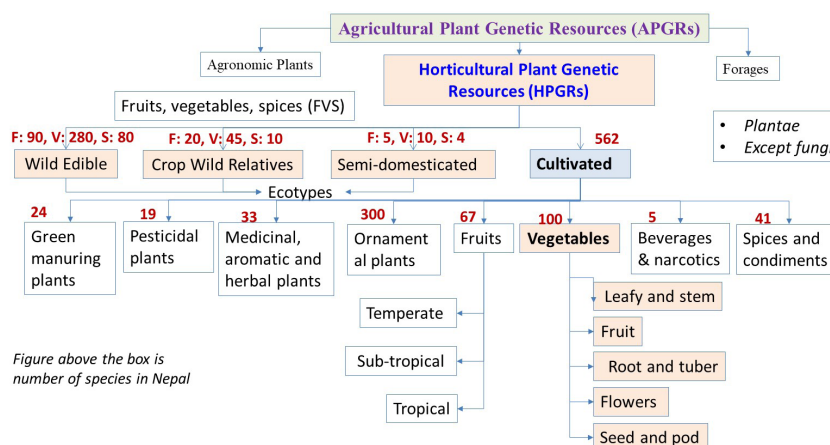 Agricultural Plant Genetic Resources (APGRs)
Agronomic Plants
Horticultural Plant Genetic
Resources (HPGRs)
Forages
Fruits, vegetables, spices (FVS)
• Plantae
• Except fungi
F: 90, V: 280, S: 80
F: 20, V: 45, S: 10
F: 5, V: 10, S: 4
562
Wild Edible
Crop Wild Relatives
Semi-domesticated
Cultivated
Ecotypes
24
Green
manuring
plants
19
Pesticidal
plants
33
Medicinal,
aromatic and
herbal plants
300
Ornament
al plants
67
Fruits
100
Vegetables
5
Beverages
& narcotics
41
Spices and
condiments
Temperate
Sub-tropical
Tropical
Leafy and stem
Fruit
Root and tuber
Flowers
Seed and pod
Figure above the box is
number of species in Nepal